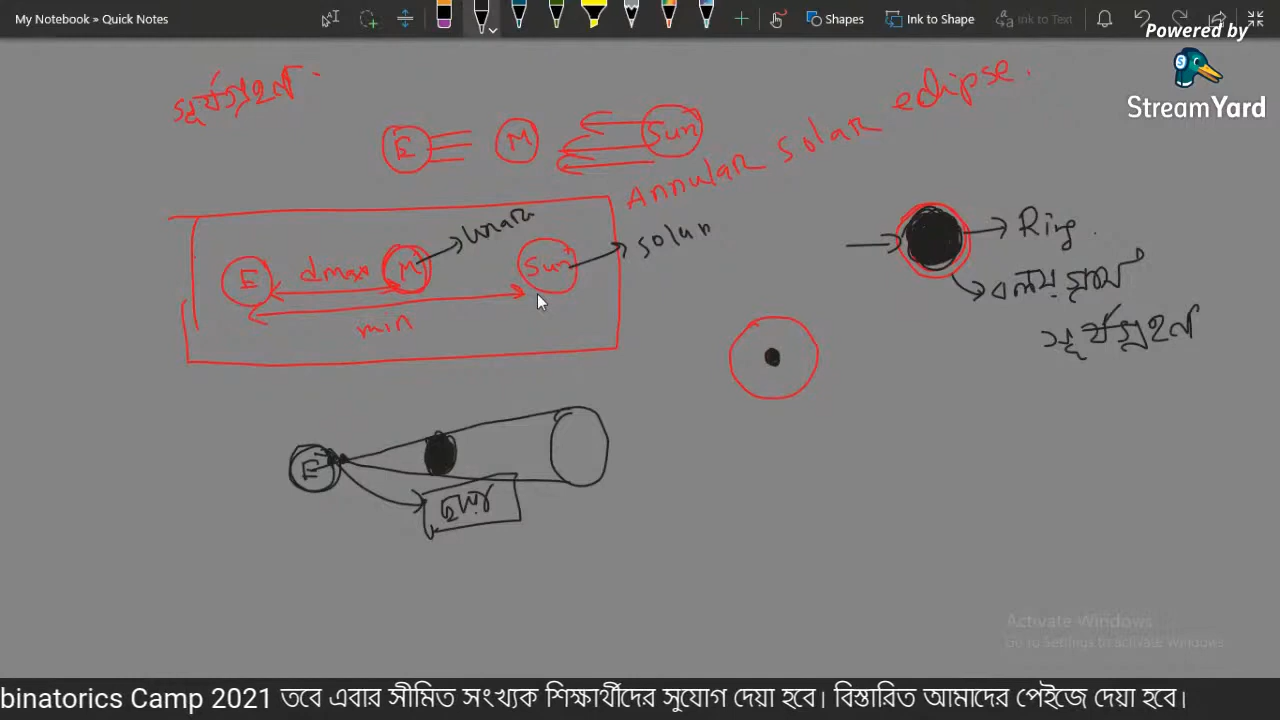 My Notebook » Quick Notes
Shapes
Ink to Shape
Ink to Text
Powered by
StreamYard
সূর্যগ্রহণ
E M Sun
Annular solar eclipse.
E dmax M Sun
min
lunar
solar
Ring
বলয়গ্রাস
সূর্যগ্রহণ
E
ছায়া
Activate Windows
Go to Settings to activate Windows.
binatorics Camp 2021 তবে এবার সীমিত সংখ্যক শিক্ষার্থীদের সুযোগ দেয়া হবে। বিস্তারিত আমাদের পেইজে দেয়া হবে।